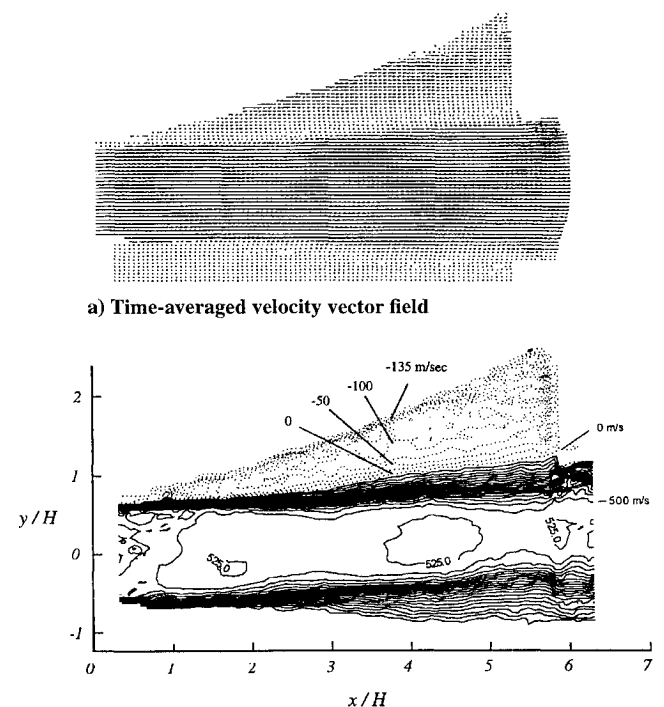 a) Time-averaged velocity vector field
-135 m/sec
-100
-50
0
0 m/s
500 m/s
525.0
525.0
525.0
2
1
0
-1
y / H
0 1 2 3 4 5 6 7
x / H